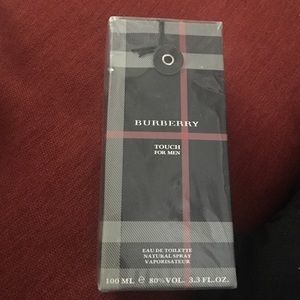 BURBERRY
TOUCH
FOR MEN
EAU DE TOILETTE
NATURAL SPRAY
VAPORISATEUR
100 ML ℮ 80% VOL. 3.3 FL.OZ.